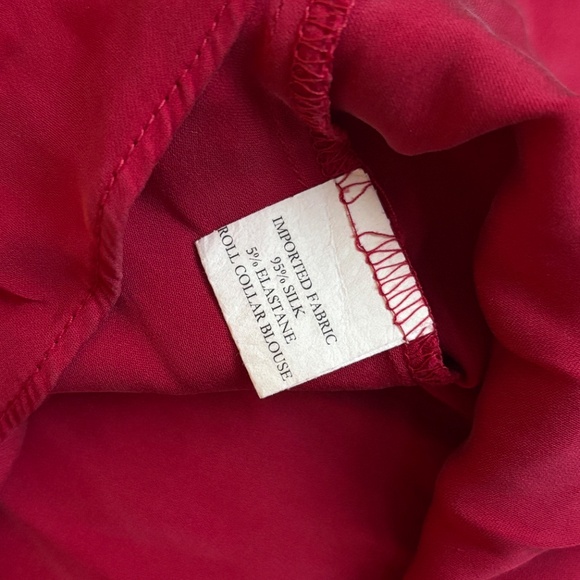 IMPORTED FABRIC
95% SILK
5% ELASTANE
ROLL COLLAR BLOUSE